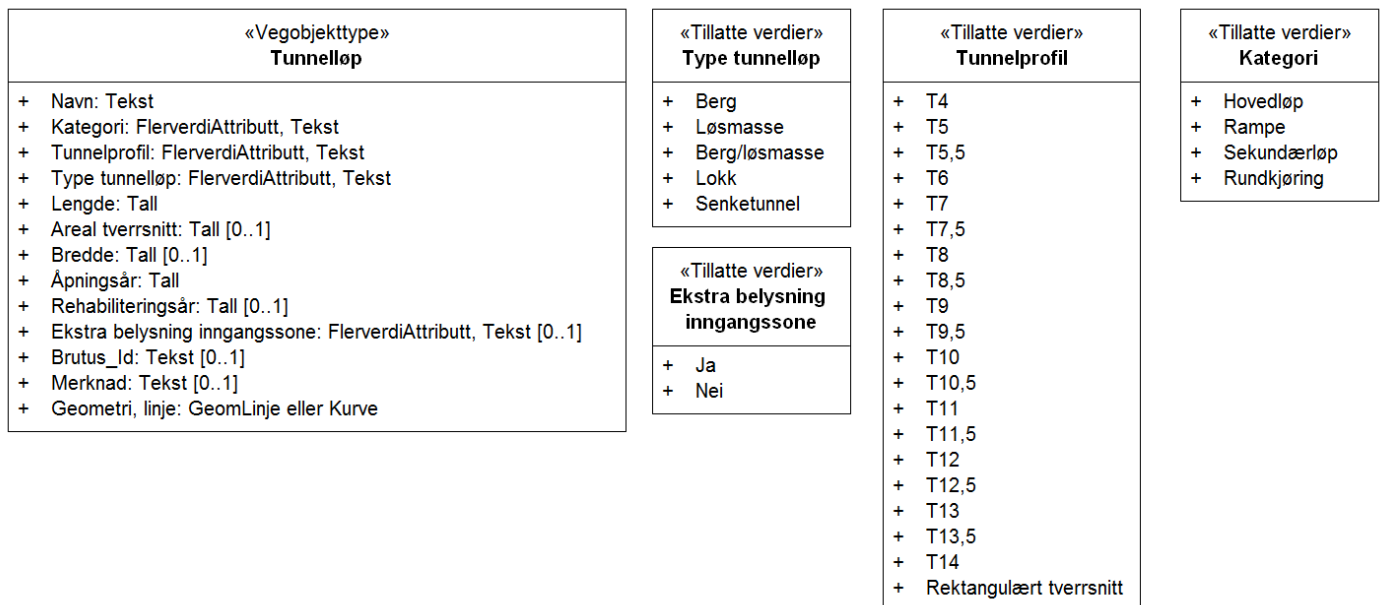 «Vegobjekttype»
Tunnelløp
+ Navn: Tekst
+ Kategori: FlerverdiAttributt, Tekst
+ Tunnelprofil: FlerverdiAttributt, Tekst
+ Type tunnelløp: FlerverdiAttributt, Tekst
+ Lengde: Tall
+ Areal tverrsnitt: Tall [0..1]
+ Bredde: Tall [0..1]
+ Åpningsår: Tall
+ Rehabiliteringsår: Tall [0..1]
+ Ekstra belysning inngangssone: FlerverdiAttributt, Tekst [0..1]
+ Brutus_Id: Tekst [0..1]
+ Merknad: Tekst [0..1]
+ Geometri, linje: GeomLinje eller Kurve
«Tillatte verdier»
Type tunnelløp
+ Berg
+ Løsmasse
+ Berg/løsmasse
+ Lokk
+ Senketunnel
«Tillatte verdier»
Ekstra belysning
inngangssone
+ Ja
+ Nei
«Tillatte verdier»
Tunnelprofil
+ T4
+ T5
+ T5,5
+ T6
+ T7
+ T7,5
+ T8
+ T8,5
+ T9
+ T9,5
+ T10
+ T10,5
+ T11
+ T11,5
+ T12
+ T12,5
+ T13
+ T13,5
+ T14
+ Rektangulært tverrsnitt
«Tillatte verdier»
Kategori
+ Hovedløp
+ Rampe
+ Sekundærløp
+ Rundkjøring